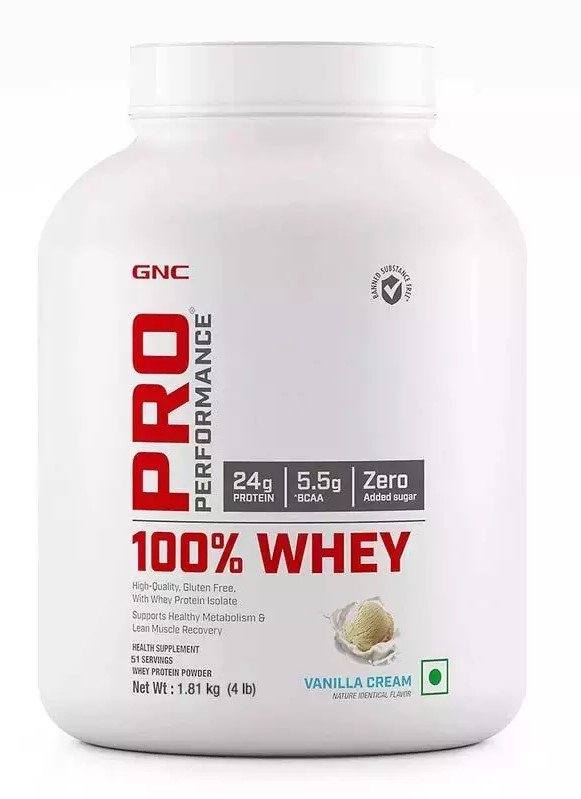 GNC
BANNED SUBSTANCE FREE*
PRO
PERFORMANCE®
24g
PROTEIN
5.5g
*BCAA
Zero
Added sugar
100% WHEY
High-Quality, Gluten Free,
With Whey Protein Isolate
Supports Healthy Metabolism &
Lean Muscle Recovery
HEALTH SUPPLEMENT
51 SERVINGS
WHEY PROTEIN POWDER
Net Wt : 1.81 kg (4 lb)
VANILLA CREAM
NATURE IDENTICAL FLAVOR